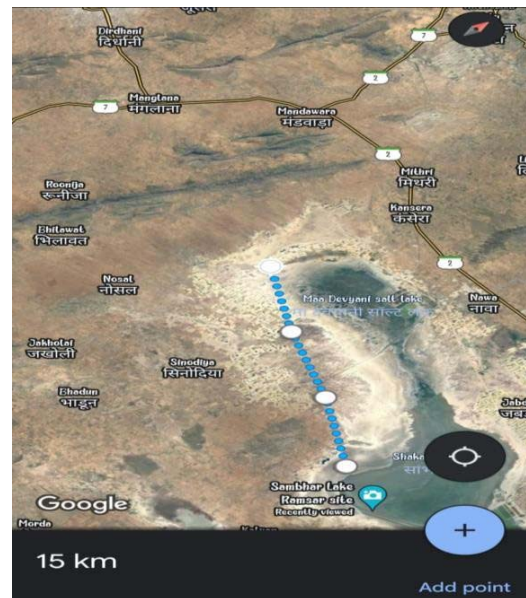 Dirdhani
दिर्धानी
7
2
Manglana
मंगलाना
7
Mandawara
मंडवाड़ा
2
Mithri
मिथरी
Roonija
रूनीजा
Kansera
कंसेरा
Bhilawat
भिलावत
2
Nosal
नोसल
Maa Devyani salt lake
सॉल्ट लेक
Nawa
नावा
Jakholai
जखोली
Sinodiya
सिनोदिया
Bhadun
भाडून
Jabd
जब
Shaka
सांभ
Sambhar Lake
Ramsar site
Recently viewed
Google
Morda
15 km
Add point